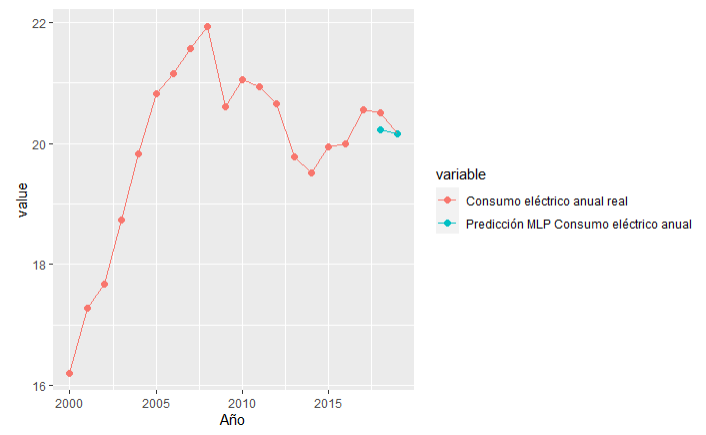 22
20
18
16
value
2000
2005
2010
2015
Año
variable
Consumo eléctrico anual real
Predicción MLP Consumo eléctrico anual